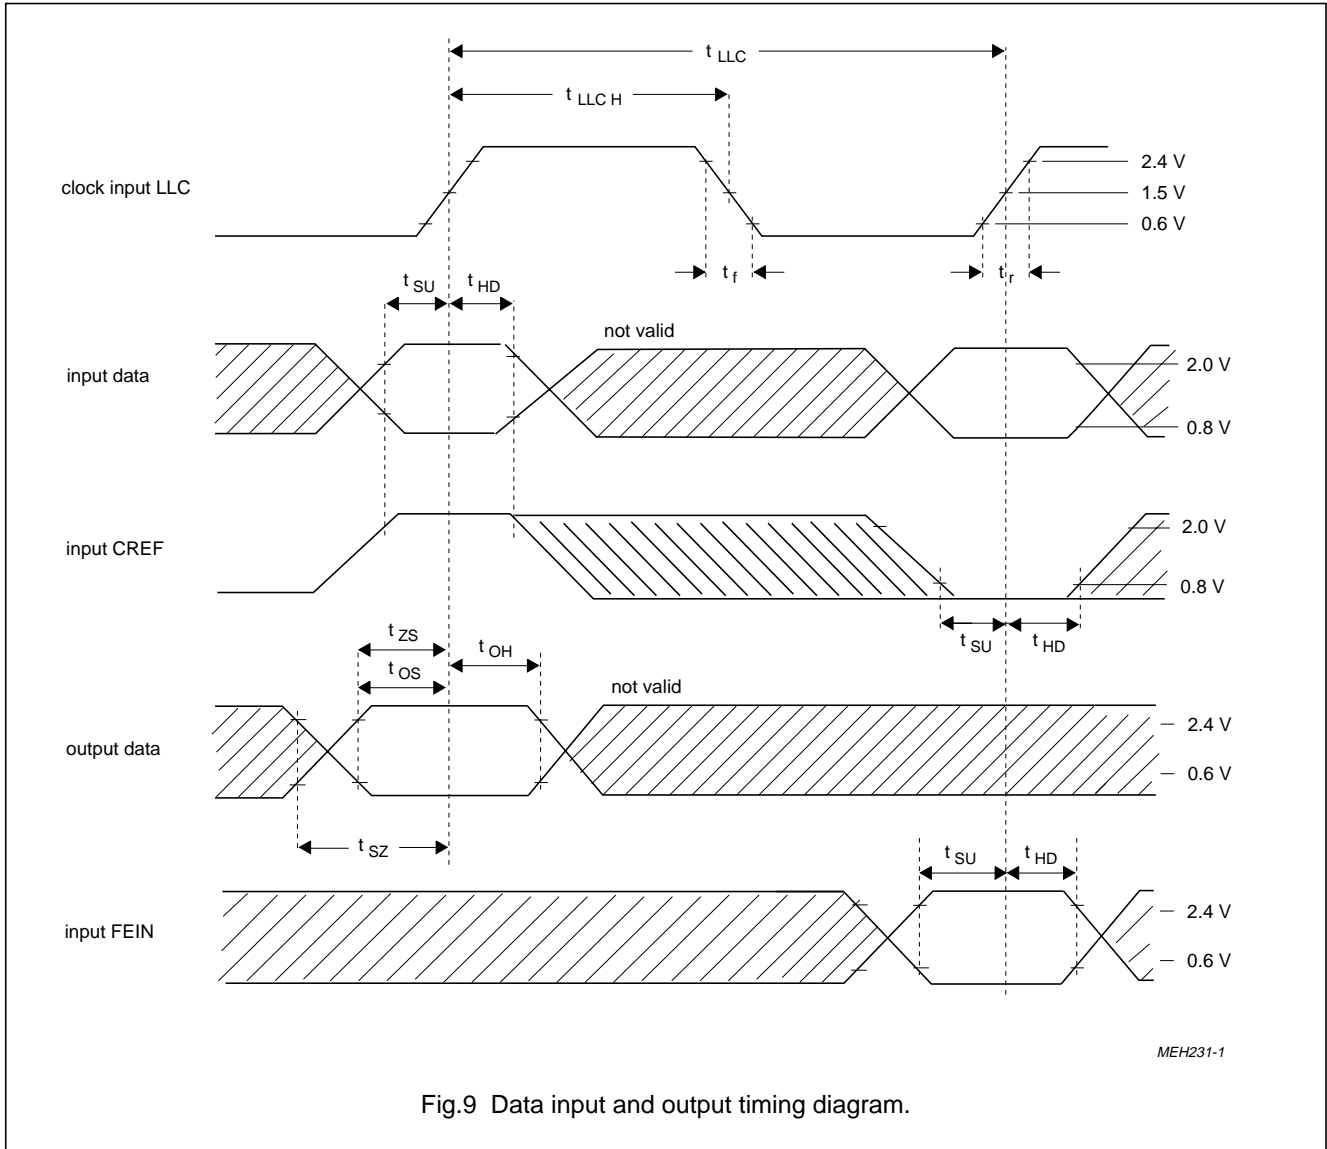 t LLC
t LLC H
clock input LLC
2.4 V
1.5 V
0.6 V
t f
t r
t SU
t HD
not valid
input data
2.0 V
0.8 V
input CREF
2.0 V
0.8 V
t SU
t HD
t ZS
t OH
t OS
not valid
output data
2.4 V
0.6 V
t SZ
t SU
t HD
input FEIN
2.4 V
0.6 V
MEH231-1
Fig.9 Data input and output timing diagram.